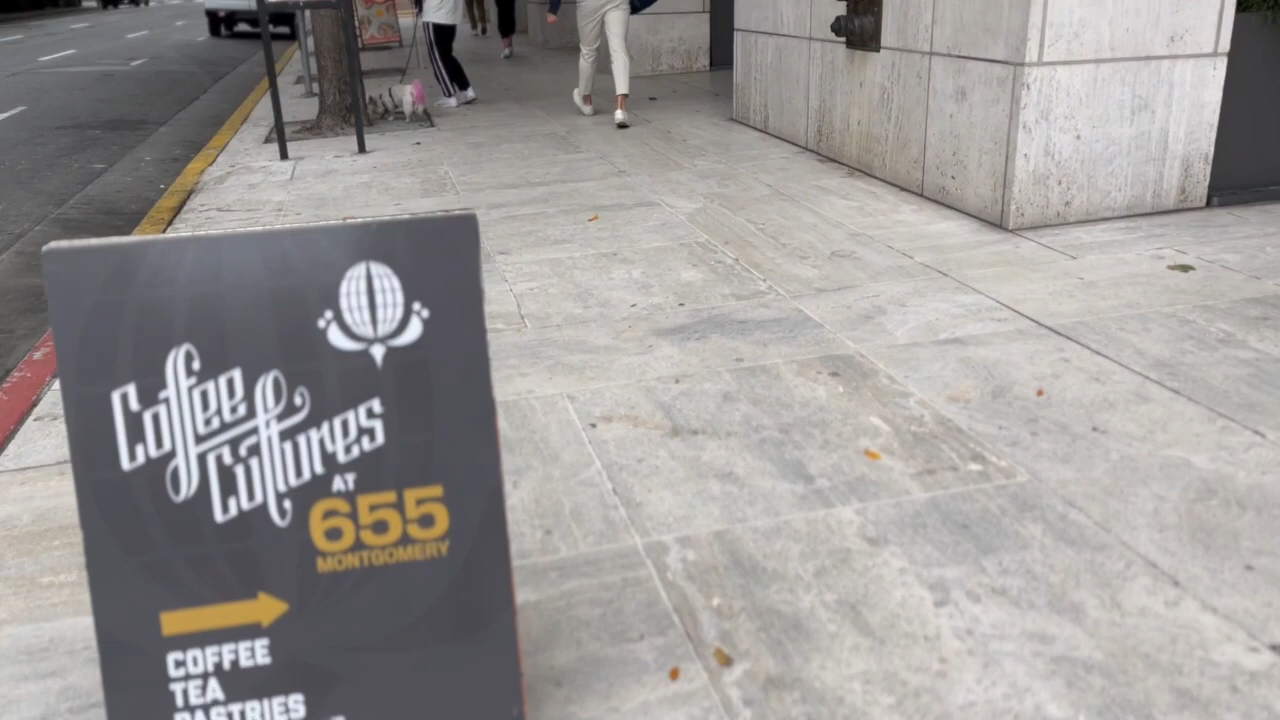 Coffee
Cultures
AT
655
MONTGOMERY
COFFEE
TEA
PASTRIES